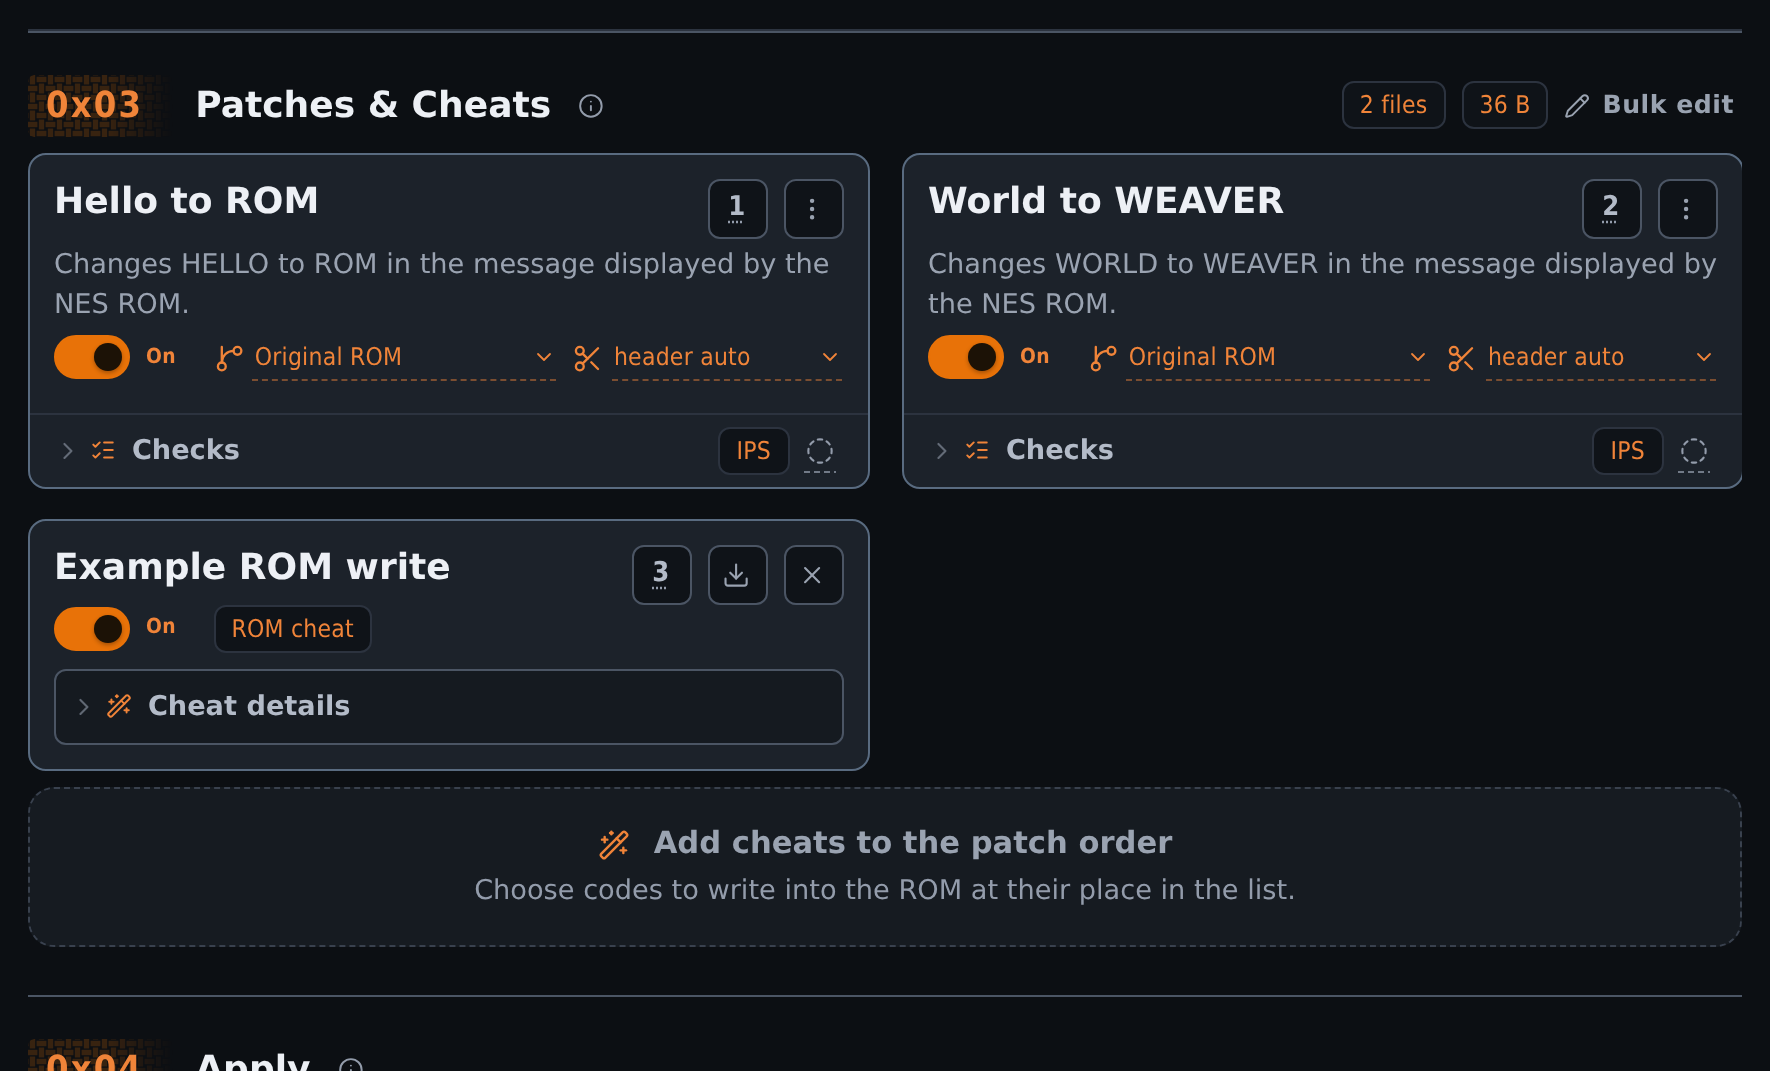 0x03 Patches & Cheats 2 files 36 B Bulk edit
Hello to ROM 1
Changes HELLO to ROM in the message displayed by the
NES ROM.
On Original ROM header auto
Checks IPS
World to WEAVER 2
Changes WORLD to WEAVER in the message displayed by
the NES ROM.
On Original ROM header auto
Checks IPS
Example ROM write 3
On ROM cheat
Cheat details
Add cheats to the patch order
Choose codes to write into the ROM at their place in the list.
0x04 Apply